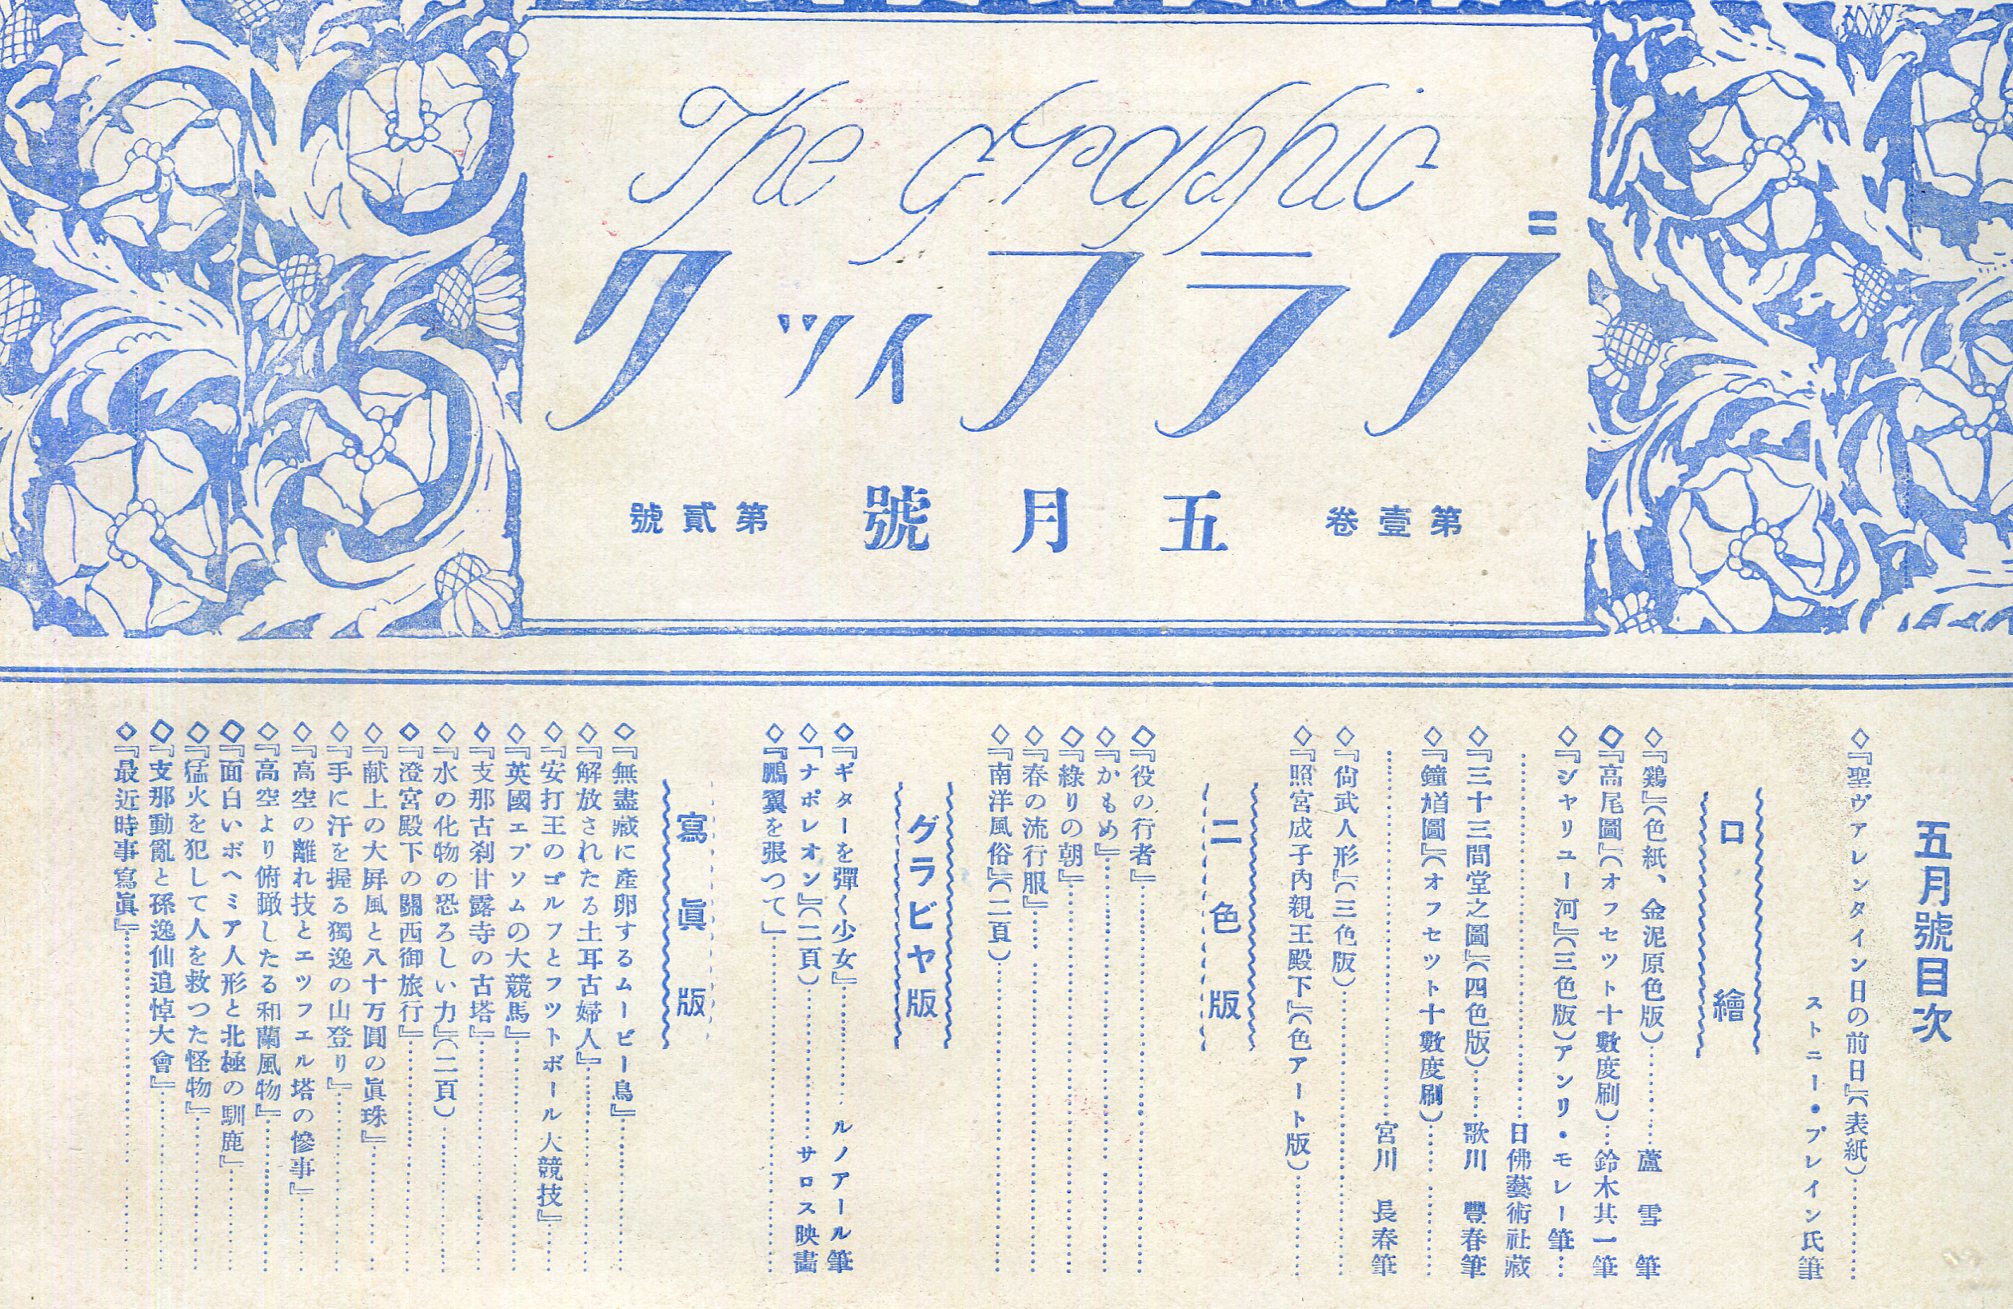 The Graphic
グラフィック
第壹卷
五月號
第貳號
五月號目次
◇『聖ヴァレンタイン日の前日』(表紙)
ストニー・プレイン氏筆
口繪
◇『鷄』(色紙、金泥原色版) 蘆雪筆
◇『高尾圖』(オフセット十數度刷) 鈴木其一筆
◇『ジャリユー河』(三色版)アンリ・モレー筆
日佛藝術社藏
◇『三十三間堂之圖』(四色版) 歌川 豐春筆
◇『鐘馗圖』(オフセット十數度刷)
宮川 長春筆
◇『尙武人形』(三色版)
◇『照宮成子內親王殿下』(色アート版)
二色版
◇『役の行者』
◇『かもめ』
◇『綠りの朝』
◇『春の流行服』
◇『南洋風俗』(二頁)
グラビヤ版
◇『ギターを彈く少女』 ルノアール筆
◇『ナポレオン』(二頁) サロス映畵
◇『鵬翼を張つて』
寫眞版
◇『無盡藏に產卵するムービー鳥』
◇『解放されたる土耳古婦人』
◇『安打王のゴルフとフツトボール大競技』
◇『英國エプソムの大競馬』
◇『支那古刹甘露寺の古塔』
◇『水の化物の恐ろしい力』(二頁)
◇『澄宮殿下の關西御旅行』
◇『献上の大屏風と八十万圓の眞珠』
◇『手に汗を握る獨逸の山登り』
◇『高空の離れ技とエツフエル塔の慘事』
◇『高空より俯瞰したる和蘭風物』
◇『面白いボヘミア人形と北極の馴鹿』
◇『猛火を犯して人を救つた怪物』
◇『支那動亂と孫逸仙追悼大會』
◇『最近時事寫眞』